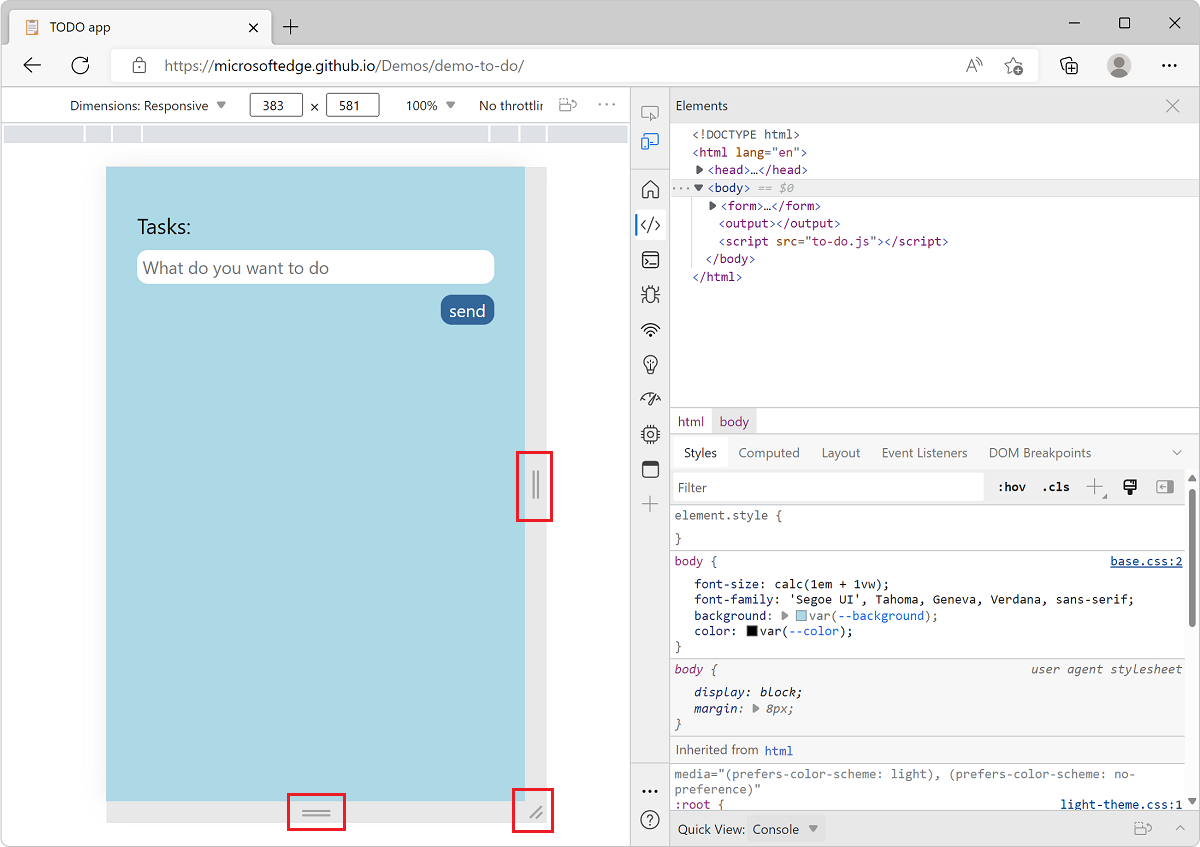 TODO app
https://microsoftedge.github.io/Demos/demo-to-do/
Dimensions: Responsive 383 × 581 100% No throttlir
Tasks:
What do you want to do
send
Elements
<!DOCTYPE html>
<html lang="en">
<head>…</head>
<body> == $0
<form>…</form>
<output></output>
<script src="to-do.js"></script>
</body>
</html>
html body
Styles Computed Layout Event Listeners DOM Breakpoints
Filter :hov .cls
element.style {
}
body { base.css:2
font-size: calc(1em + 1vw);
font-family: 'Segoe UI', Tahoma, Geneva, Verdana, sans-serif;
background: var(--background);
color: var(--color);
}
body { user agent stylesheet
display: block;
margin: 8px;
}
Inherited from html
media="(prefers-color-scheme: light), (prefers-color-scheme: no-
preference)"
:root { light-theme.css:1
Quick View: Console